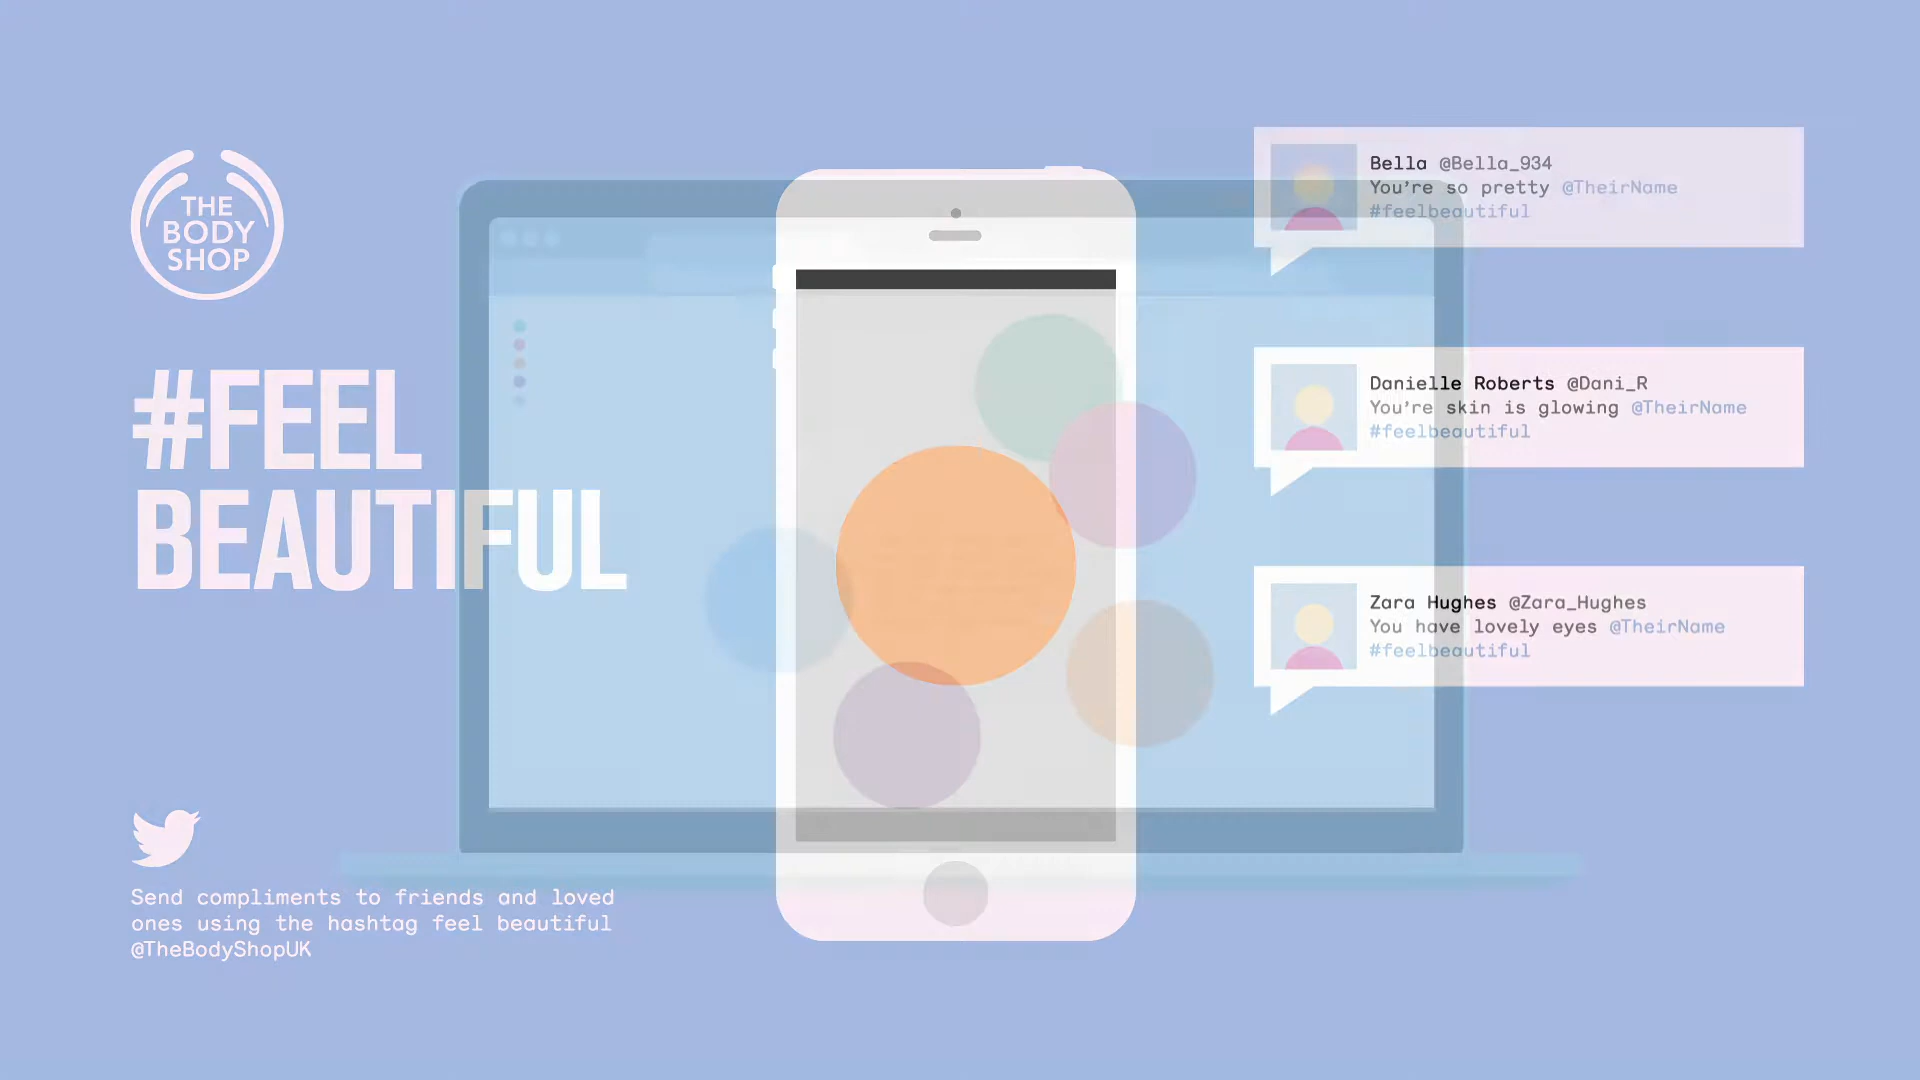 THE
BODY
SHOP
#FEEL
BEAUTIFUL
Send compliments to friends and loved
ones using the hashtag feel beautiful
@TheBodyShopUK
Bella @Bella_934
You’re so pretty @TheirName
#feelbeautiful
Danielle Roberts @Dani_R
You’re skin is glowing @TheirName
#feelbeautiful
Zara Hughes @Zara_Hughes
You have lovely eyes @TheirName
#feelbeautiful